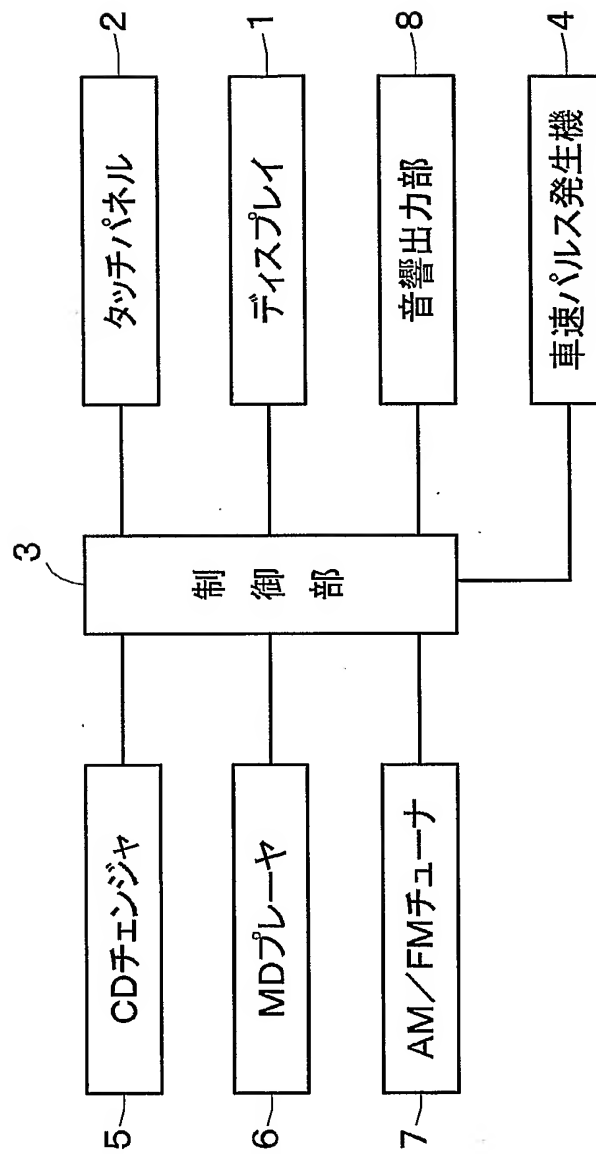 3
制御部
CDチェンジャ
5
MDプレーヤ
6
AM／FMチューナ
7
タッチパネル
2
ディスプレイ
1
音響出力部
8
車速パルス発生機
4